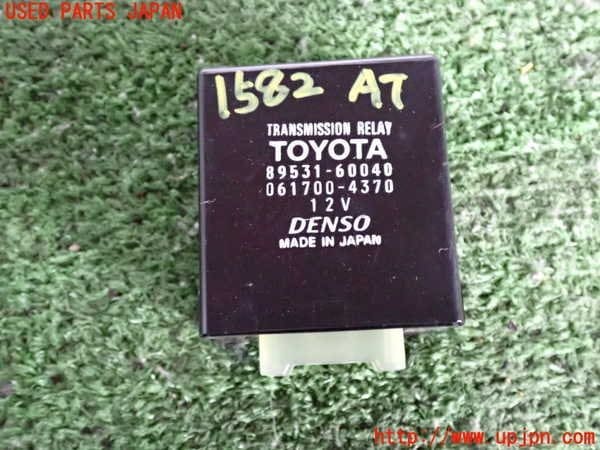 USED PARTS JAPAN
1582 AT
TRANSMISSION RELAY
TOYOTA
89531-60040
061700-4370
12V
DENSO
MADE IN JAPAN
http://www.upjpn.com/